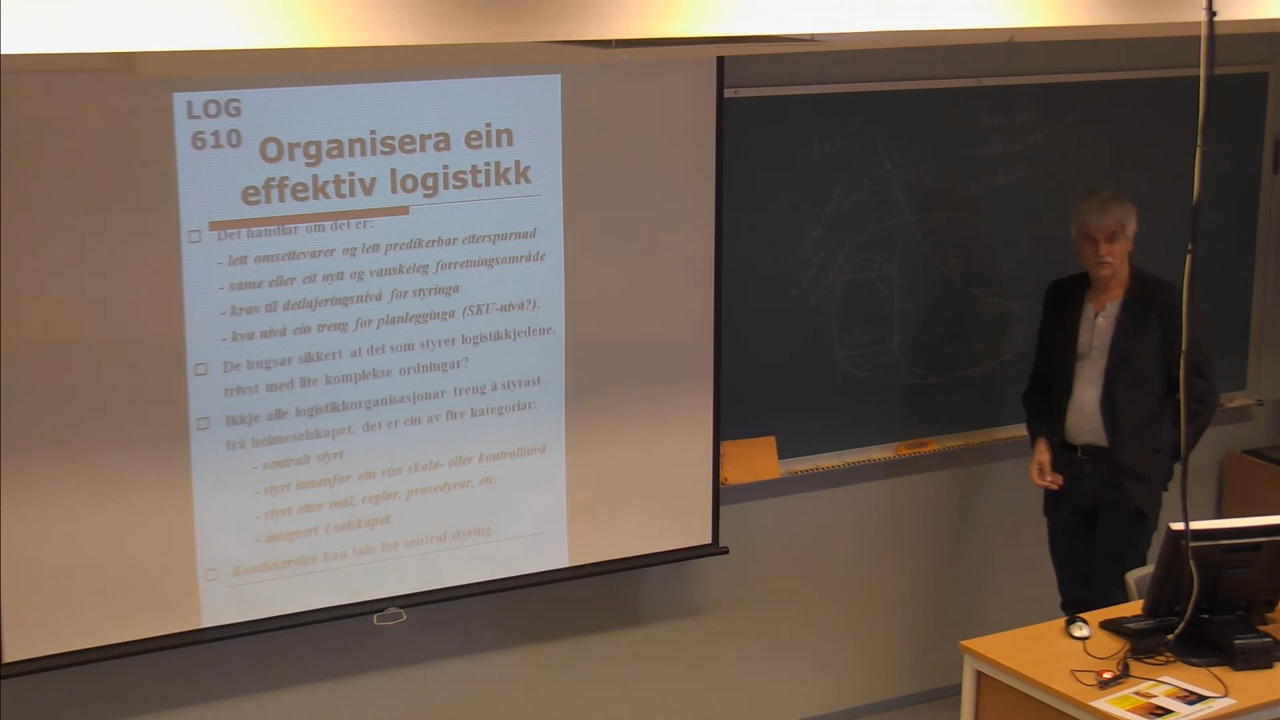 LOG
610
Organisera ein
effektiv logistikk
Det handlar om det er:
- lett omsettevarer og lett predikerbar etterspurnad
- same eller eit nytt og vanskeleg forretningsområde
- krav til detlajeringsnivå for styringa
- kva nivå ein treng for planlegginga (SKU-nivå?).
De hugsar sikkert at dei som styrer logistikkjedene,
trivst med lite komplekse ordningar?
Ikkje alle logistikkorganisasjonar treng å styrast
frå heimeselskapet, det er ein av fire kategoriar:
- sentralt styrt
- styrt innanfor ein viss skala- eller kontrollnivå
- styrt etter mål, reglar, prosedyrar, etc.
- integrert i selskapet.
Kundeservice kan tale for sentral styring.